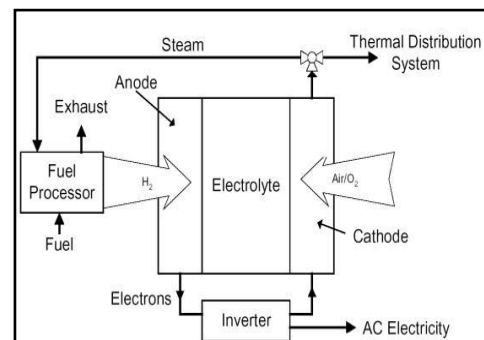 Steam
Thermal Distribution
System
Anode
Exhaust
Fuel
Processor
H2
Electrolyte
Air/O2
Fuel
Cathode
Electrons
Inverter
AC Electricity